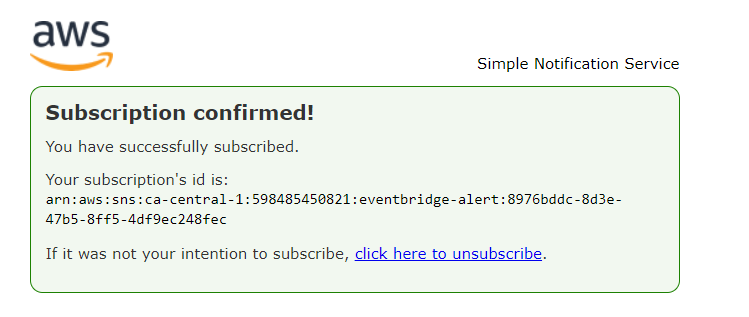 aws
Simple Notification Service
Subscription confirmed!
You have successfully subscribed.
Your subscription's id is:
arn:aws:sns:ca-central-1:598485450821:eventbridge-alert:8976bddc-8d3e-
47b5-8ff5-4df9ec248fec
If it was not your intention to subscribe, click here to unsubscribe.